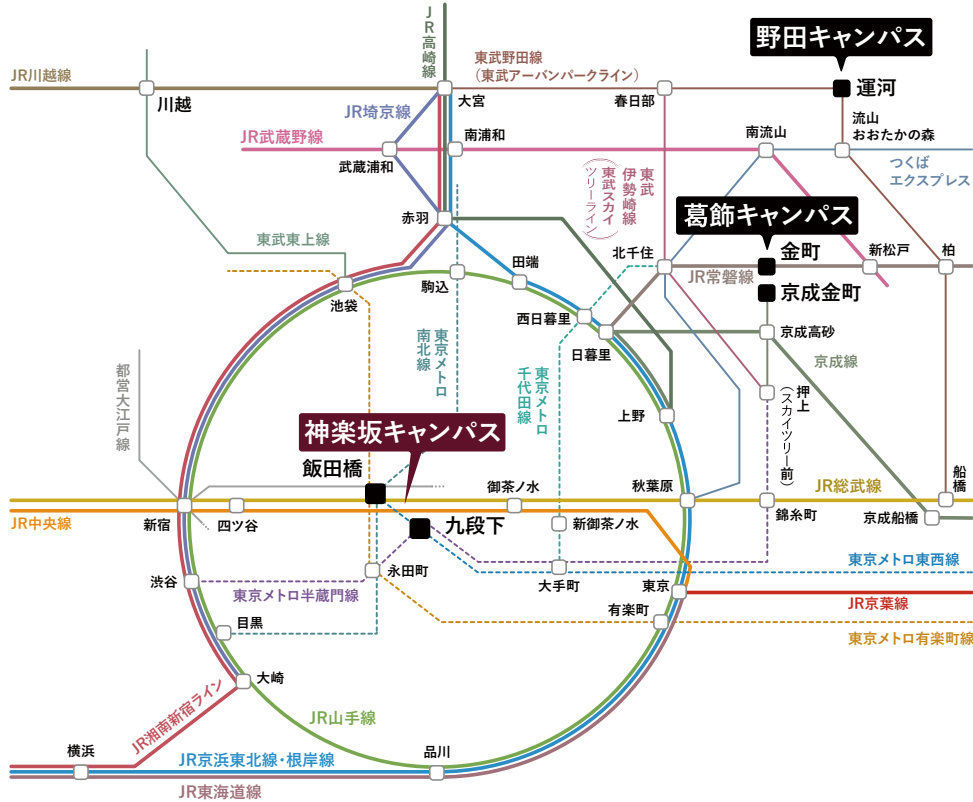 JR高崎線
野田キャンパス
JR川越線
川越
大宮
東武野田線
（東武アーバンパークライン）
春日部
運河
JR埼京線
JR武蔵野線
武蔵浦和
南浦和
南流山
流山
おおたかの森
つくば
エクスプレス
東武
伊勢崎線
（東武スカイ
ツリーライン）
葛飾キャンパス
赤羽
東武東上線
北千住
金町
JR常磐線
新松戸
柏
池袋
駒込
田端
京成金町
西日暮里
日暮里
京成高砂
京成線
東京メトロ
南北線
東京メトロ
千代田線
都営大江戸線
押上
（スカイツリー前）
上野
神楽坂キャンパス
飯田橋
御茶ノ水
秋葉原
JR総武線
船橋
JR中央線
新宿
四ツ谷
九段下
新御茶ノ水
錦糸町
京成船橋
渋谷
永田町
大手町
東京
東京メトロ東西線
東京メトロ半蔵門線
有楽町
JR京葉線
目黒
東京メトロ有楽町線
大崎
JR湘南新宿ライン
JR山手線
横浜
JR京浜東北線・根岸線
品川
JR東海道線